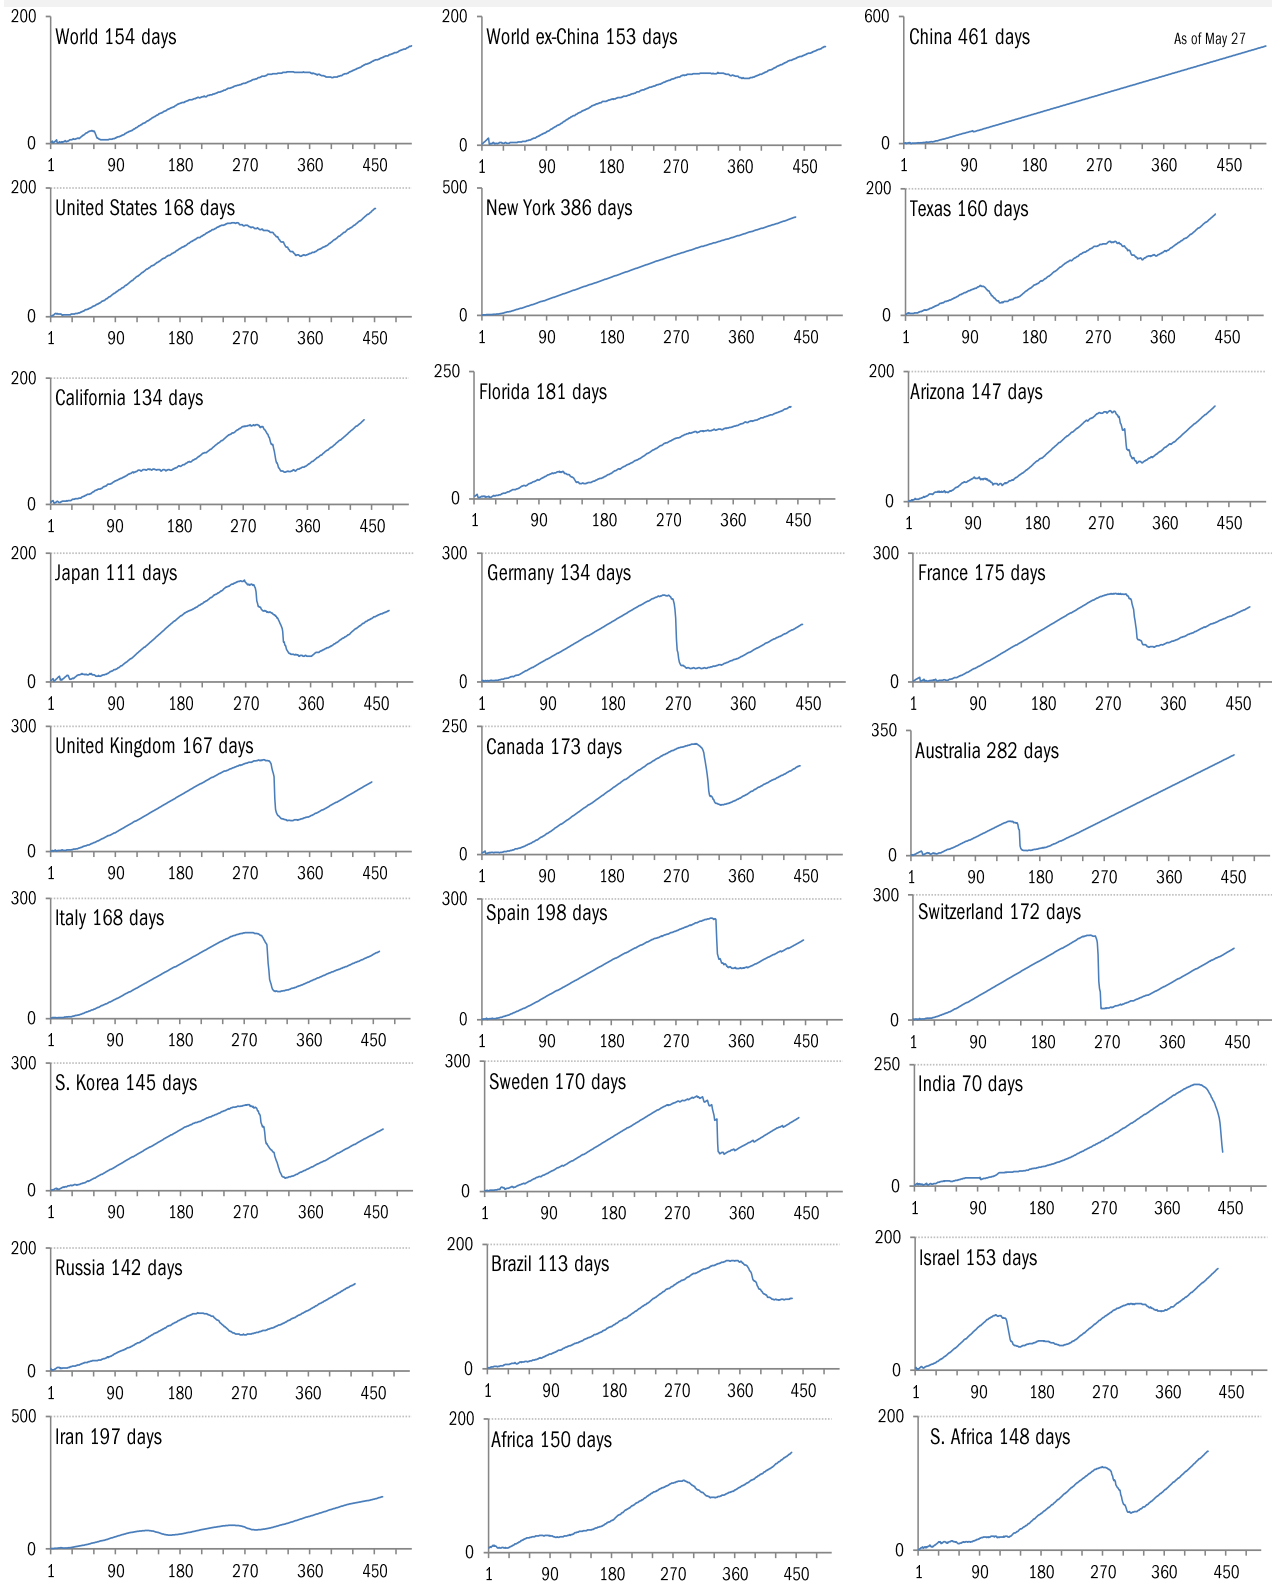 World 154 days
200
0
1 90 180 270 360 450
World ex-China 153 days
200
0
1 90 180 270 360 450
China 461 days
As of May 27
600
0
1 90 180 270 360 450
United States 168 days
200
0
1 90 180 270 360 450
New York 386 days
500
0
1 90 180 270 360 450
Texas 160 days
200
0
1 90 180 270 360 450
California 134 days
200
0
1 90 180 270 360 450
Florida 181 days
250
0
1 90 180 270 360 450
Arizona 147 days
200
0
1 90 180 270 360 450
Japan 111 days
200
0
1 90 180 270 360 450
Germany 134 days
300
0
1 90 180 270 360 450
France 175 days
300
0
1 90 180 270 360 450
United Kingdom 167 days
300
0
1 90 180 270 360 450
Canada 173 days
250
0
1 90 180 270 360 450
Australia 282 days
350
0
1 90 180 270 360 450
Italy 168 days
300
0
1 90 180 270 360 450
Spain 198 days
300
0
1 90 180 270 360 450
Switzerland 172 days
300
0
1 90 180 270 360 450
S. Korea 145 days
300
0
1 90 180 270 360 450
Sweden 170 days
300
0
1 90 180 270 360 450
India 70 days
250
0
1 90 180 270 360 450
Russia 142 days
200
0
1 90 180 270 360 450
Brazil 113 days
200
0
1 90 180 270 360 450
Israel 153 days
200
0
1 90 180 270 360 450
Iran 197 days
500
0
1 90 180 270 360 450
Africa 150 days
200
0
1 90 180 270 360 450
S. Africa 148 days
200
0
1 90 180 270 360 450